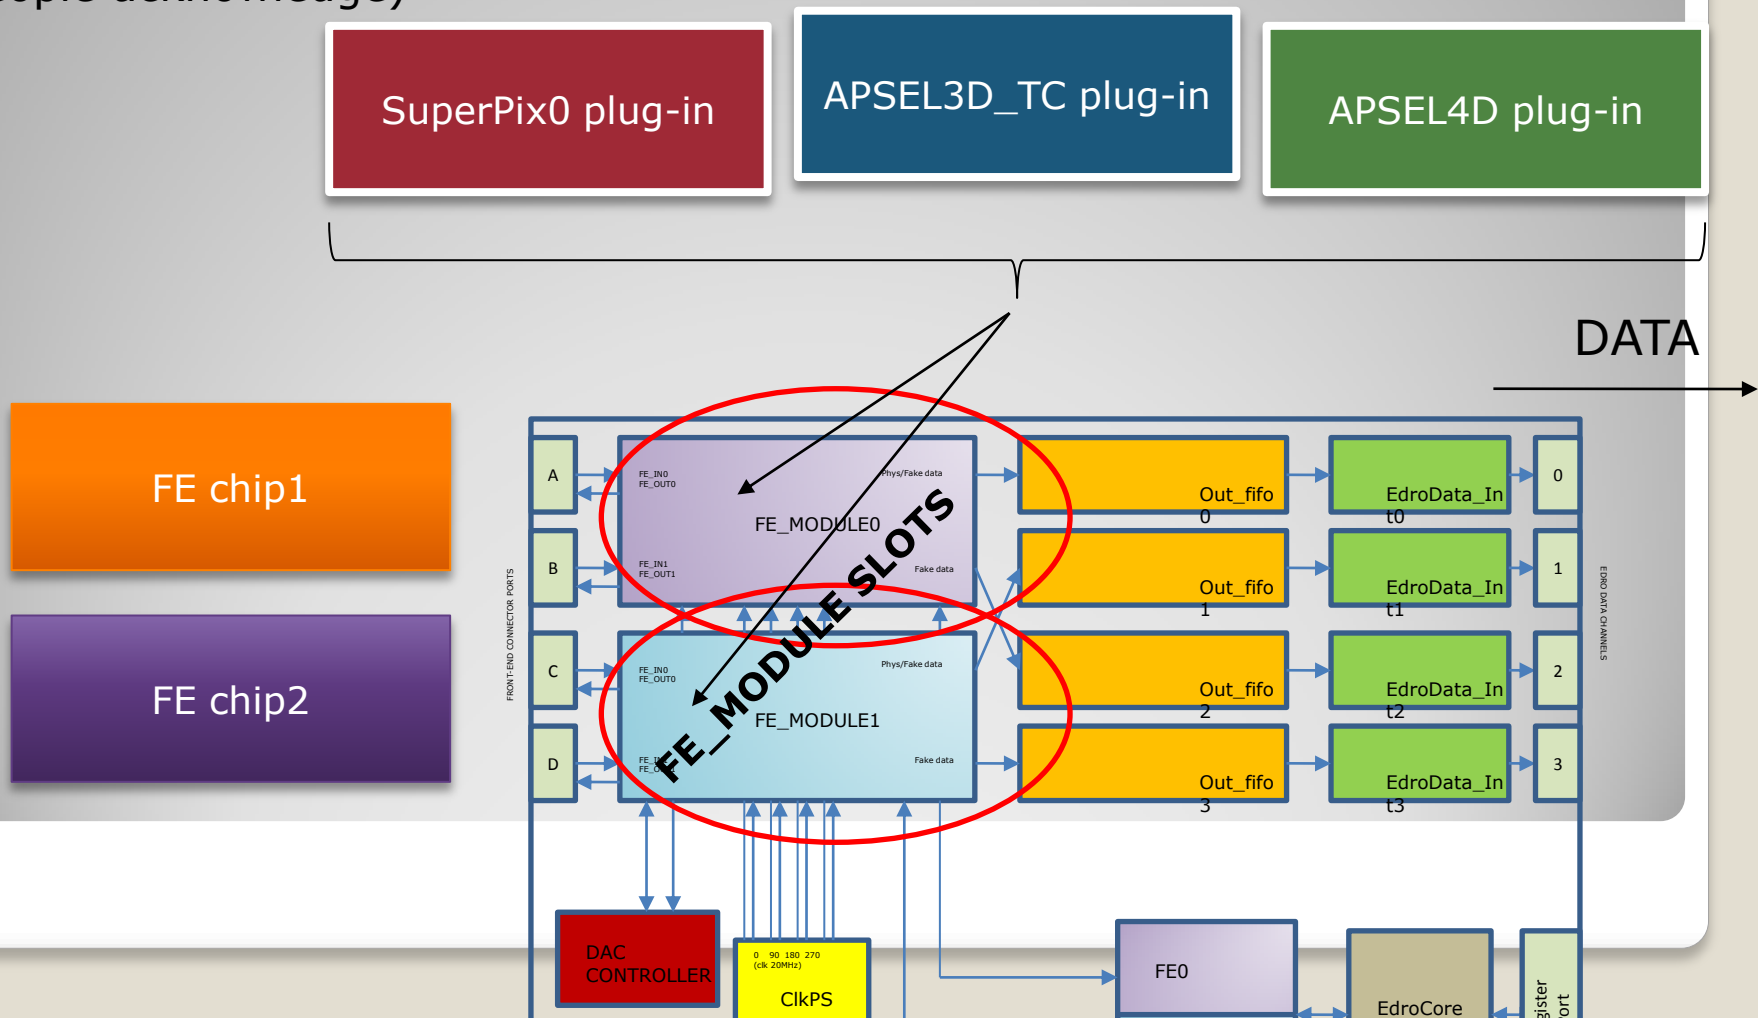 SuperPix0 plug-in
APSEL3D_TC plug-in
APSEL4D plug-in
DATA
FE chip1
FE chip2
FRONT-END CONNECTOR PORTS
A
B
C
D
FE_IN0
FE_OUT0
Phys/Fake data
FE_MODULE0
FE_IN1
FE_OUT1
Fake data
FE_MODULE SLOTS
FE_IN0
FE_OUT0
Phys/Fake data
FE_MODULE1
Fake data
Out_fifo
0
Out_fifo
1
Out_fifo
2
Out_fifo
3
EdroData_In
t0
EdroData_In
t1
EdroData_In
t2
EdroData_In
t3
0
1
2
3
EDRO DATA CHANNELS
DAC
CONTROLLER
0 90 180 270
(clk 20MHz)
ClkPS
FE0
EdroCore